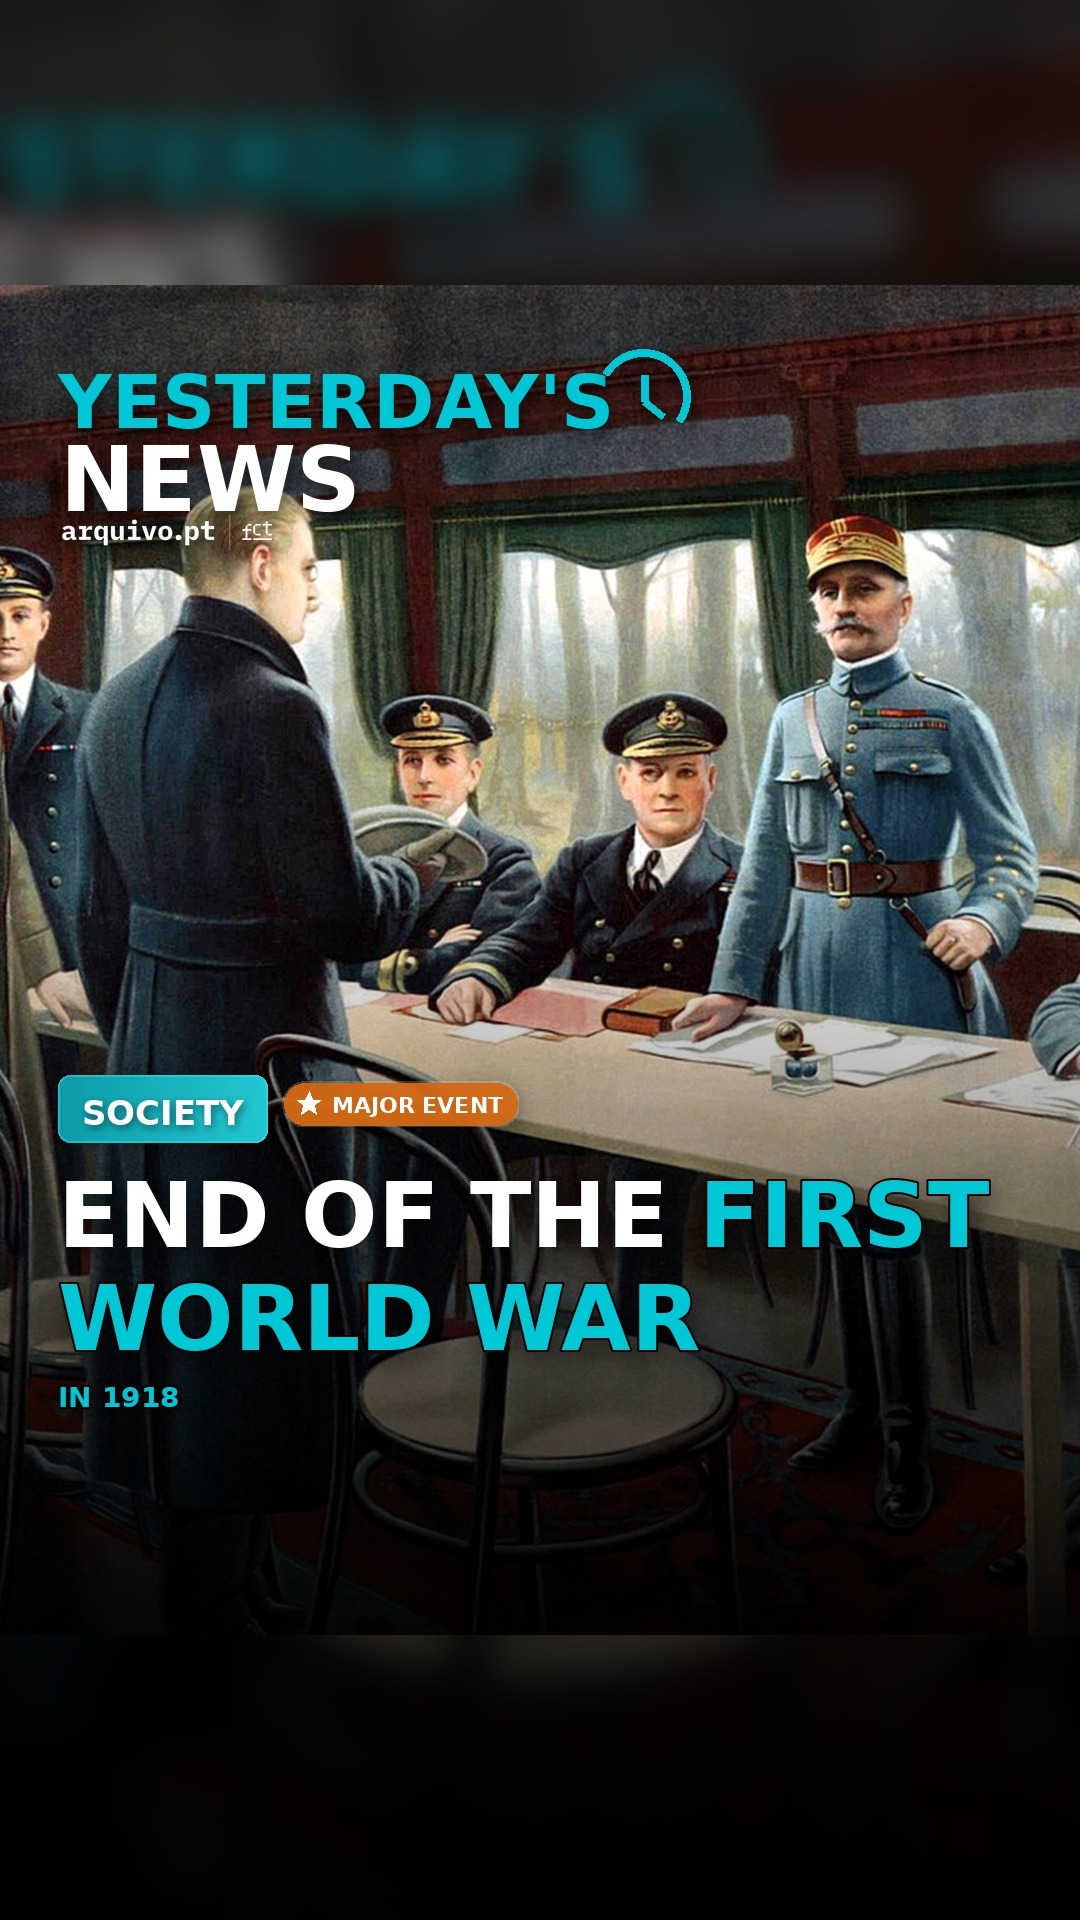 YESTERDAY'S
NEWS
arquivo.pt | fct
SOCIETY
MAJOR EVENT
END OF THE FIRST
WORLD WAR
IN 1918